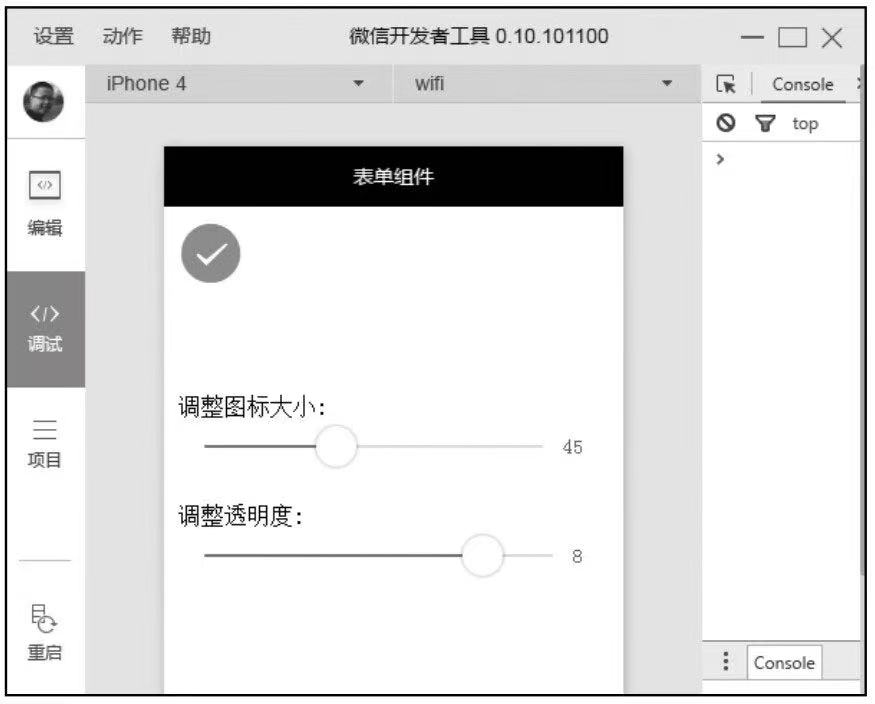 设置 动作 帮助 微信开发者工具 0.10.101100
iPhone 4 wifi Console
top
表单组件
</>
编辑
</>
调试
调整图标大小:
45
项目
调整透明度:
8
重启
Console